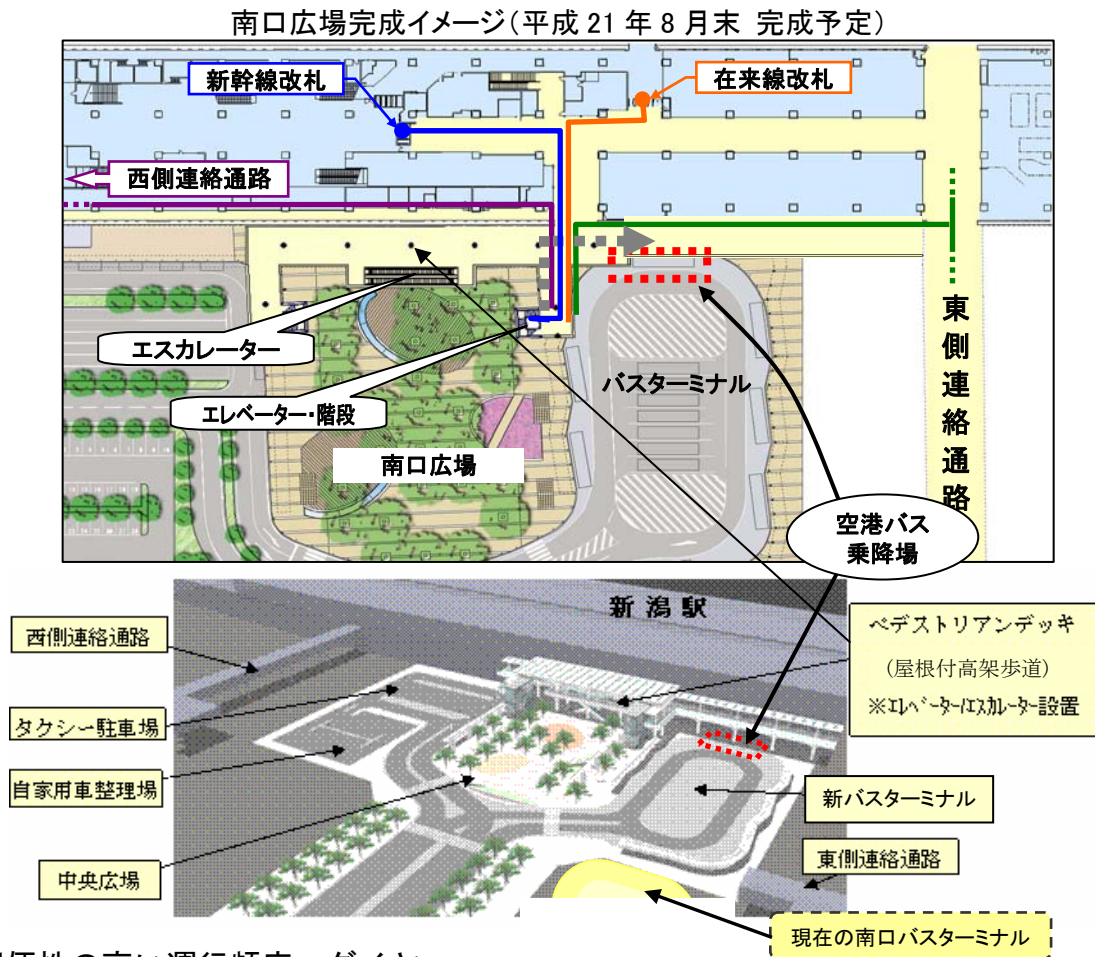 南口広場完成イメージ（平成 21 年 8 月末 完成予定）
新幹線改札
在来線改札
西側連絡通路
エスカレーター
エレベーター・階段
南口広場
バスターミナル
東側連絡通路
空港バス
乗降場
新潟駅
西側連絡通路
タクシー駐車場
自家用車整理場
中央広場
ペデストリアンデッキ
(屋根付高架歩道)
※ｴﾚﾍﾞｰﾀｰ/ｴｽｶﾚｰﾀｰ設置
新バスターミナル
東側連絡通路
現在の南口バスターミナル